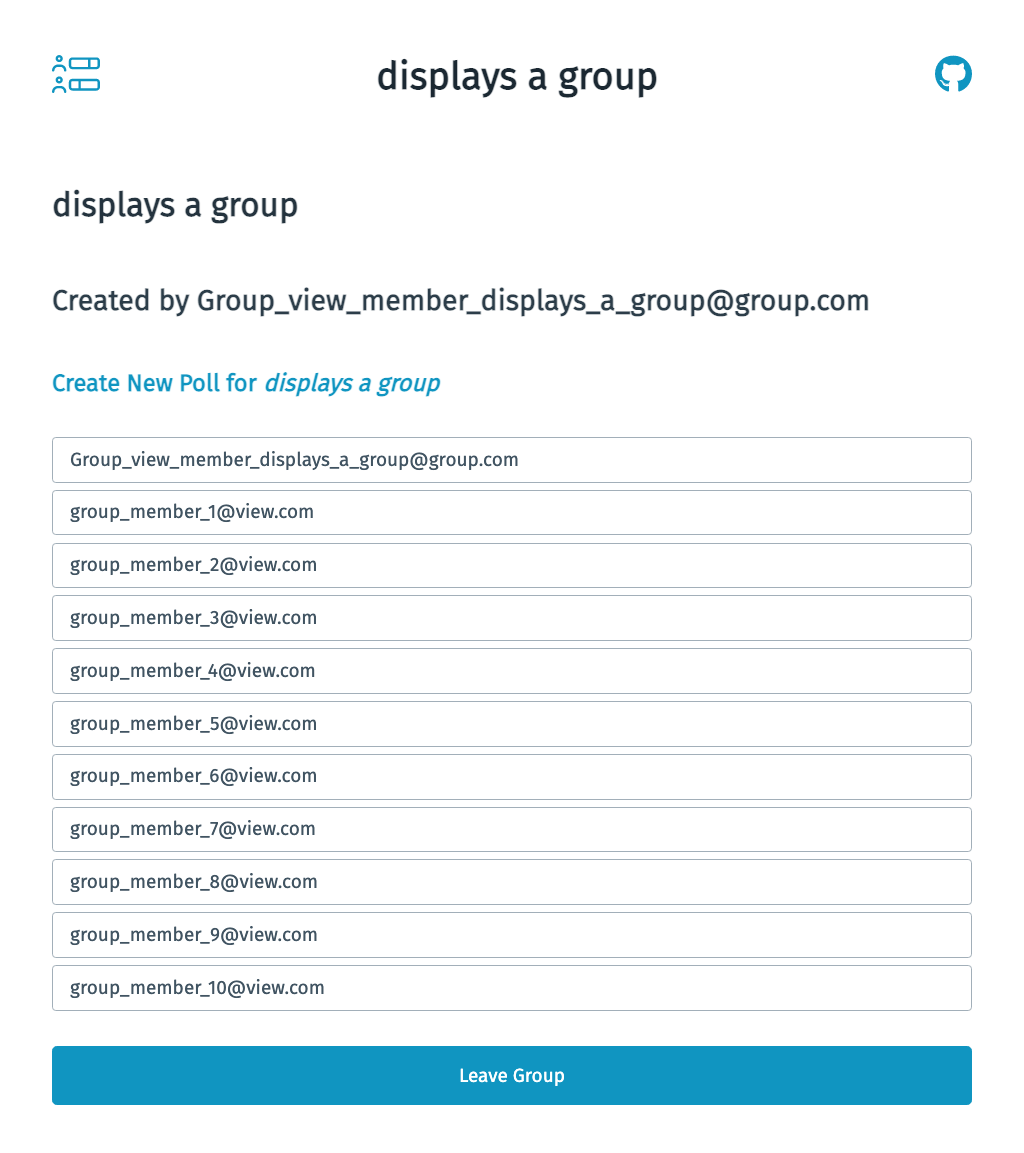 displays a group
displays a group
Created by Group_view_member_displays_a_group@group.com
Create New Poll for displays a group
Group_view_member_displays_a_group@group.com
group_member_1@view.com
group_member_2@view.com
group_member_3@view.com
group_member_4@view.com
group_member_5@view.com
group_member_6@view.com
group_member_7@view.com
group_member_8@view.com
group_member_9@view.com
group_member_10@view.com
Leave Group